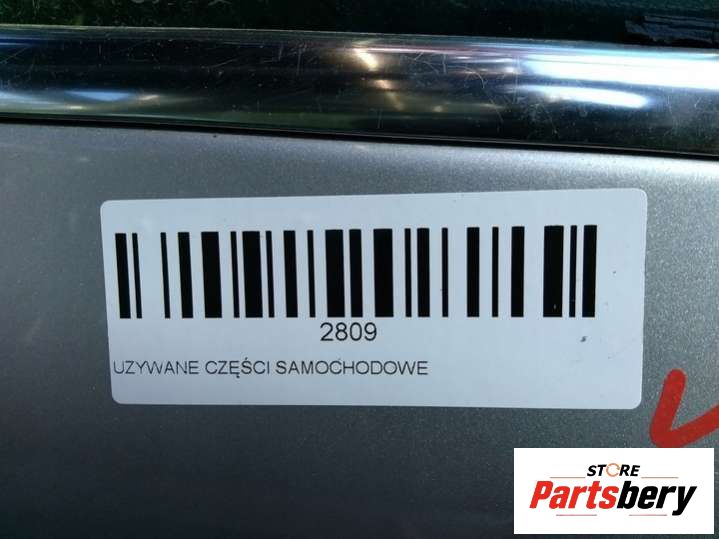 2809
UZYWANE CZĘŚCI SAMOCHODOWE
STORE
Partsbery